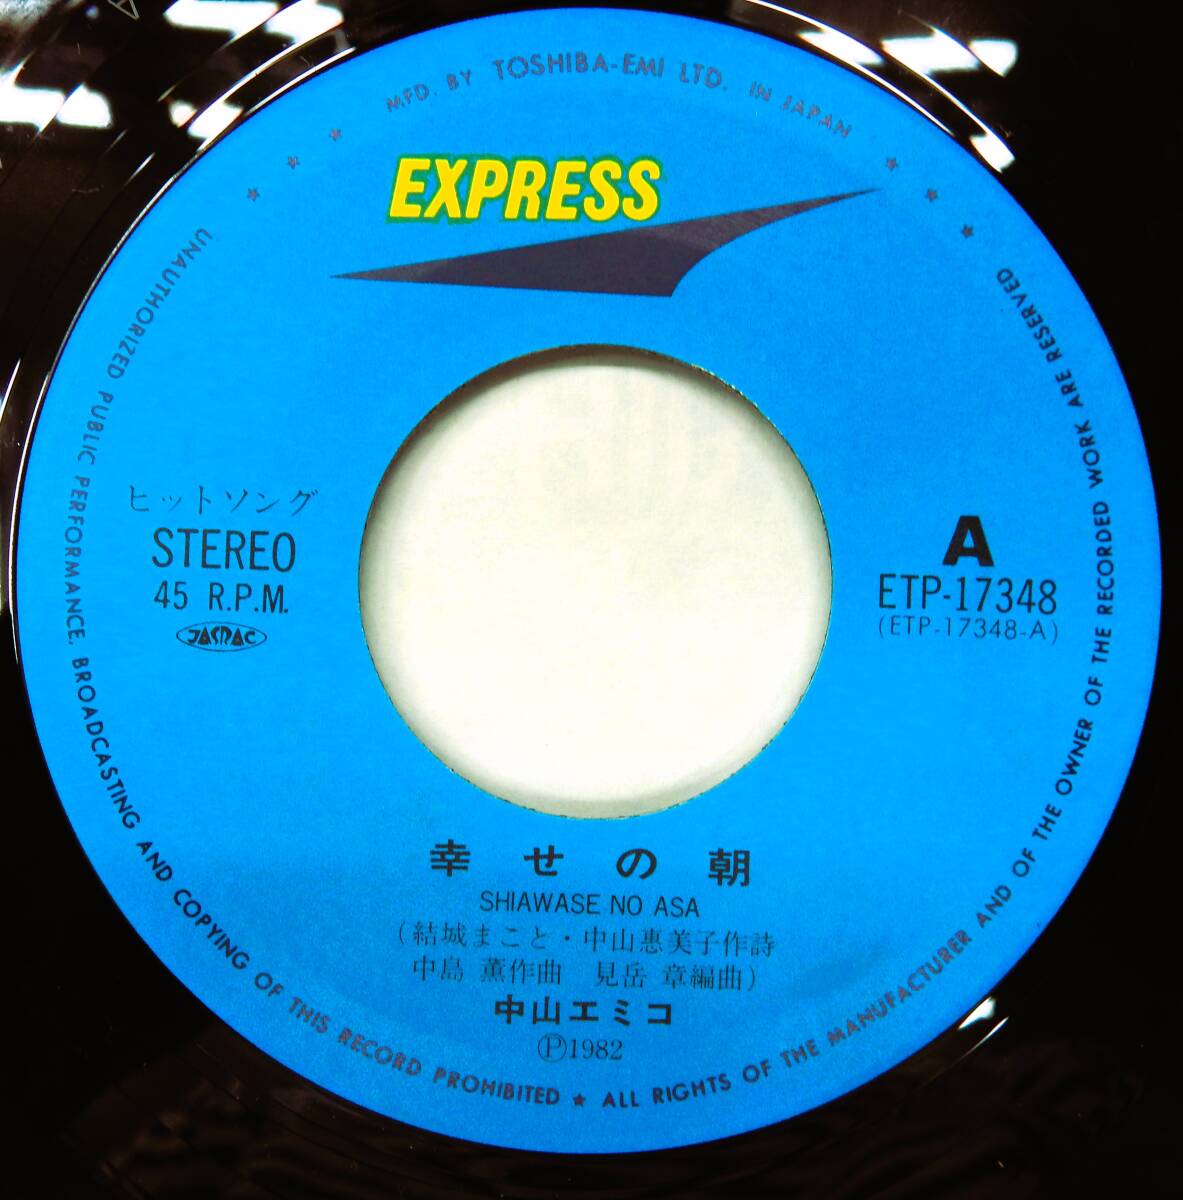 MFD. BY TOSHIBA-EMI LTD. IN JAPAN
EXPRESS
ヒットソング
STEREO
45 R.P.M.
JASRAC
A
ETP-17348
(ETP-17348-A)
幸せの朝
SHIAWASE NO ASA
(結城まこと・中山恵美子作詩
中島 薫作曲 見岳 章編曲)
中山エミコ
Ⓟ1982
UNAUTHORIZED PUBLIC PERFORMANCE, BROADCASTING AND COPYING OF THIS RECORD PROHIBITED ★ ALL RIGHTS OF THE MANUFACTURER AND OF THE OWNER OF THE RECORDED WORK ARE RESERVED